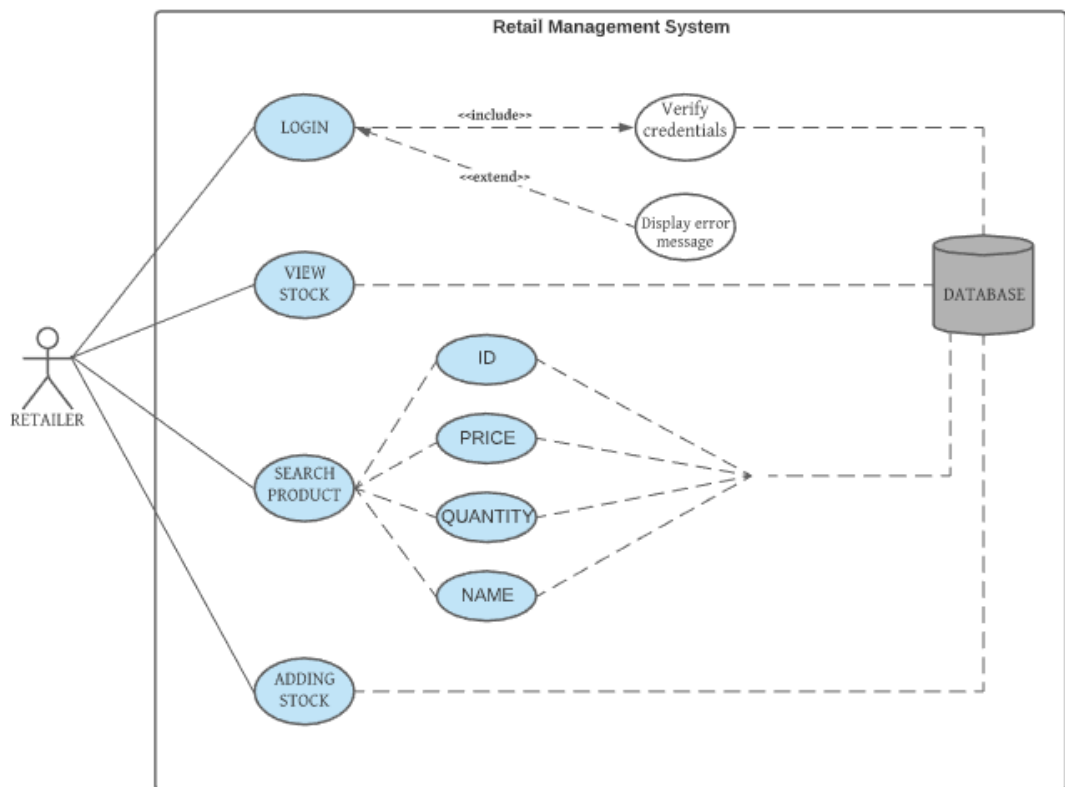 Retail Management System
LOGIN
<<include>>
Verify
credentials
<<extend>>
Display error
message
VIEW
STOCK
DATABASE
RETAILER
ID
PRICE
SEARCH
PRODUCT
QUANTITY
NAME
ADDING
STOCK